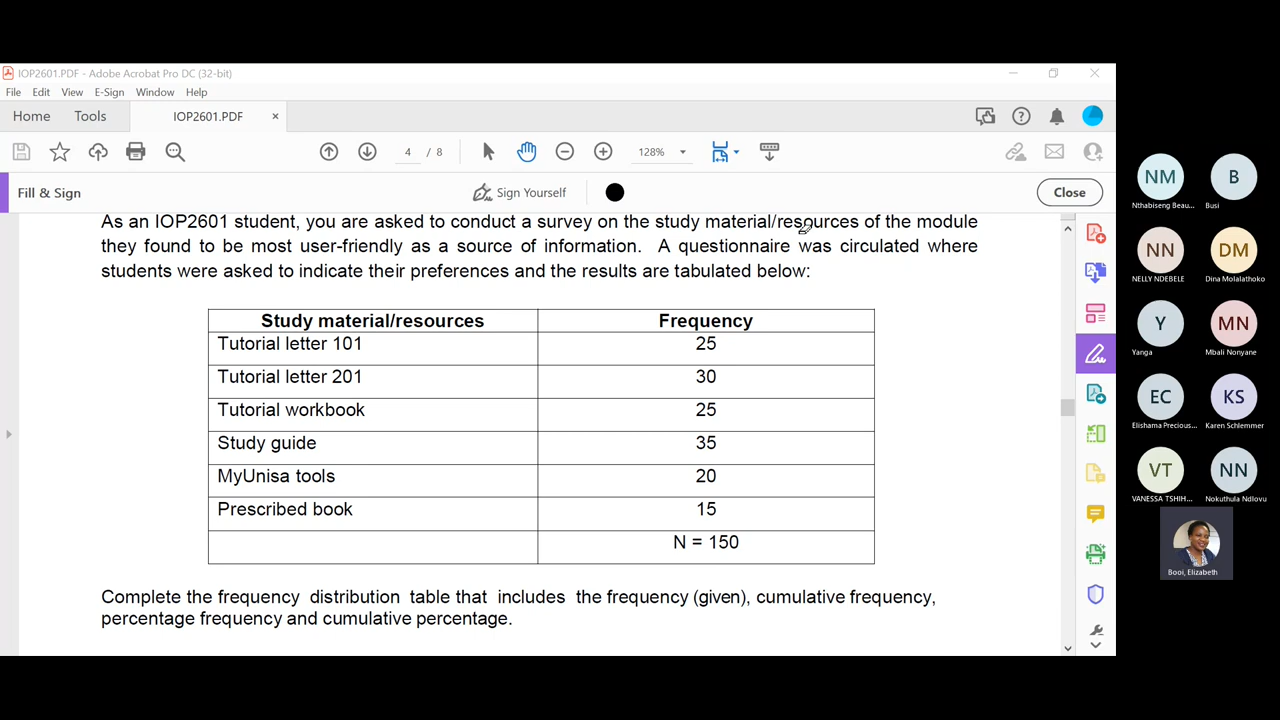 IOP2601.PDF - Adobe Acrobat Pro DC (32-bit)
File Edit View E-Sign Window Help
Home Tools IOP2601.PDF ×
4 / 8 128%
Fill & Sign Sign Yourself Close
As an IOP2601 student, you are asked to conduct a survey on the study material/resources of the module
they found to be most user-friendly as a source of information. A questionnaire was circulated where
students were asked to indicate their preferences and the results are tabulated below:
Study material/resources Frequency
Tutorial letter 101 25
Tutorial letter 201 30
Tutorial workbook 25
Study guide 35
MyUnisa tools 20
Prescribed book 15
N = 150
Complete the frequency distribution table that includes the frequency (given), cumulative frequency,
percentage frequency and cumulative percentage.
NM B
Nthabiseng Beau... Busi
NN DM
NELLY NDEBELE Dina Molalathoko
Y MN
Yanga Mbali Nonyane
EC KS
Elishama Precious... Karen Schlemmer
VT NN
VANESSA TSHIH... Nokuthula Ndlovu
Booi, Elizabeth